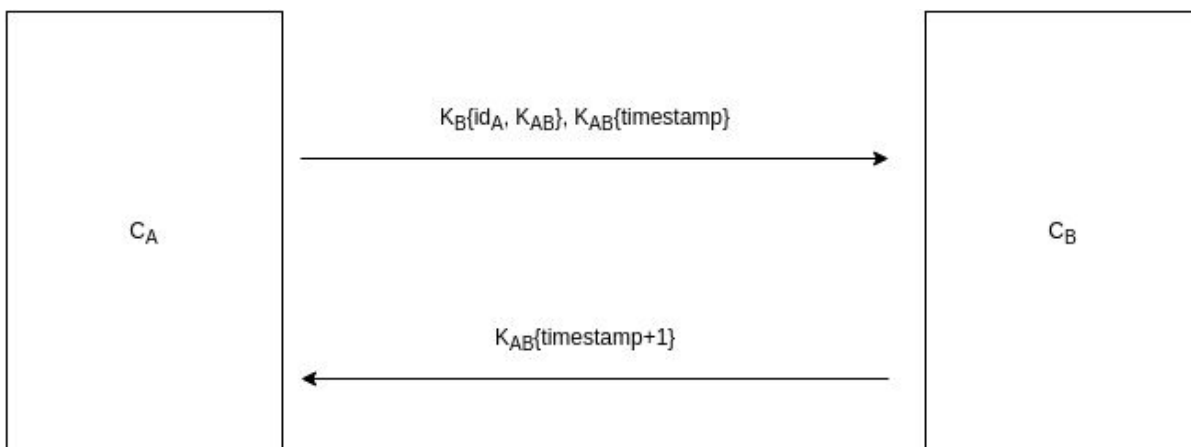 K_B{id_A, K_AB}, K_AB{timestamp}
C_A
C_B
K_AB{timestamp+1}